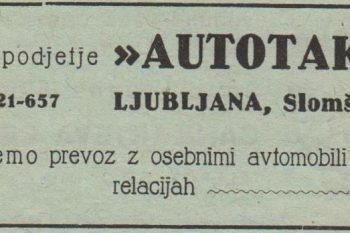 podjetje »AUTOTAK
21-657 LJUBLJANA, Slomš
emo prevoz z osebnimi avtomobili
relacijah